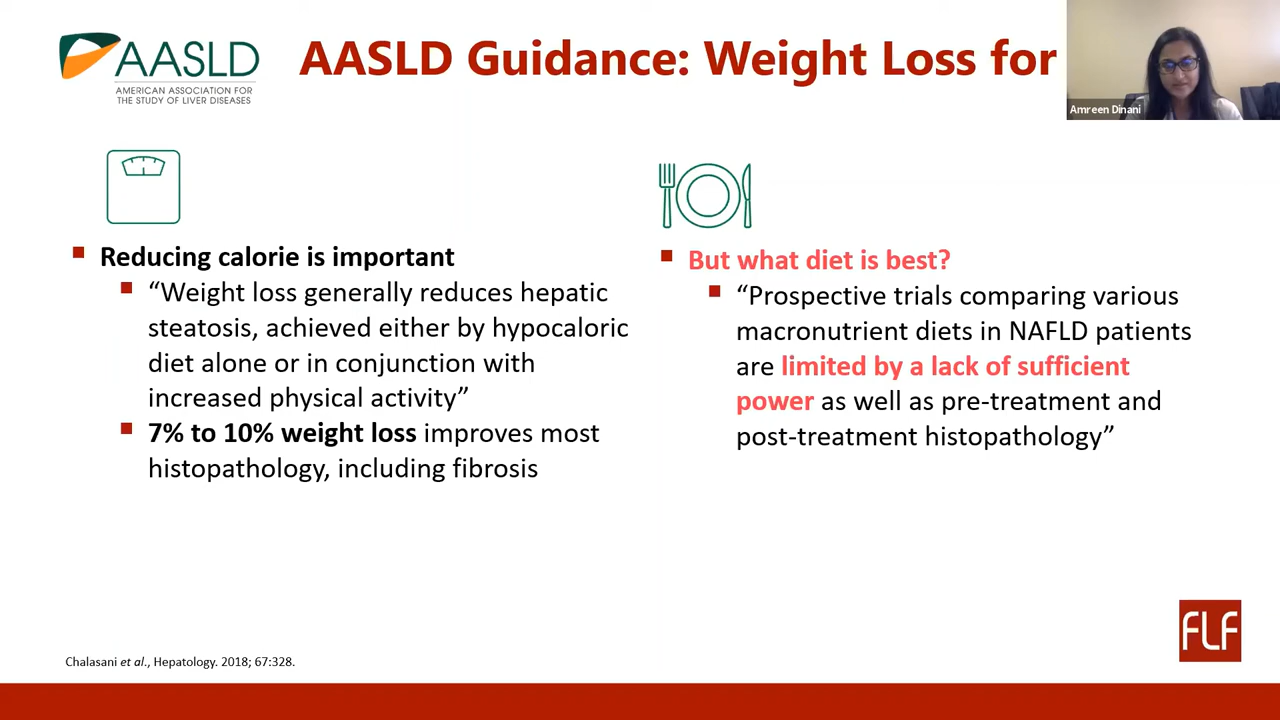 AASLD
AMERICAN ASSOCIATION FOR
THE STUDY OF LIVER DISEASES
AASLD Guidance: Weight Loss for
Amreen Dinani
Reducing calorie is important
“Weight loss generally reduces hepatic
steatosis, achieved either by hypocaloric
diet alone or in conjunction with
increased physical activity”
7% to 10% weight loss improves most
histopathology, including fibrosis
But what diet is best?
“Prospective trials comparing various
macronutrient diets in NAFLD patients
are limited by a lack of sufficient
power as well as pre-treatment and
post-treatment histopathology”
Chalasani et al., Hepatology. 2018; 67:328.
FLF